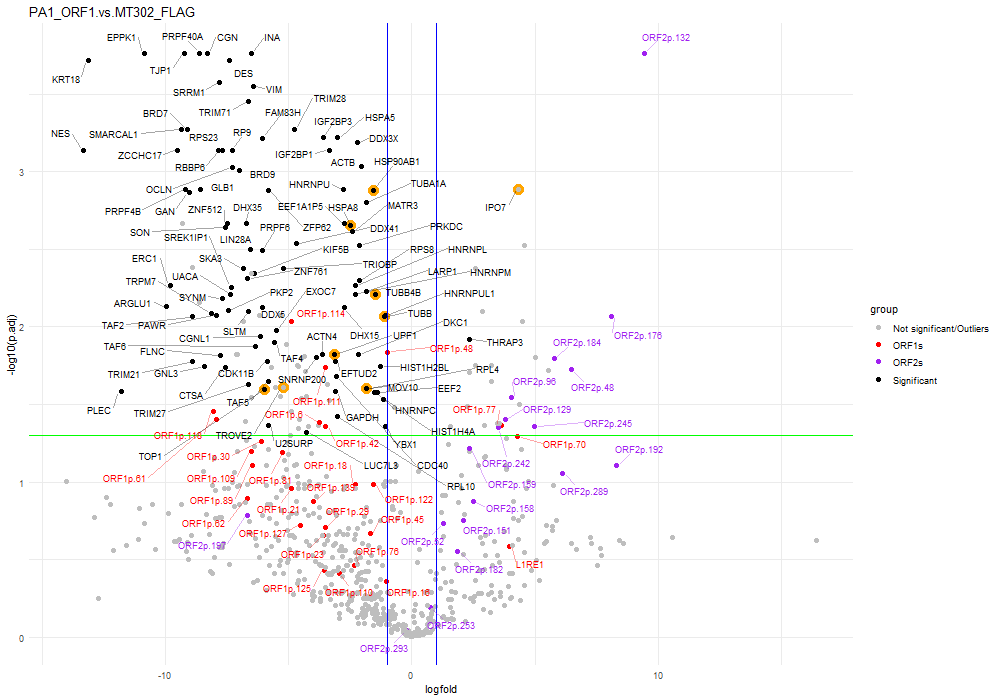 PA1_ORF1.vs.MT302_FLAG
EPPK1
PRPF40A
CGN
INA
ORF2p.132
KRT18
TJP1
DES
SRRM1
VIM
TRIM71
TRIM28
BRD7
FAM83H
IGF2BP3
HSPA5
NES
SMARCAL1
RPS23
RP9
DDX3X
ZCCHC17
IGF2BP1
ACTB
HSP90AB1
RBBP6
BRD9
OCLN
GLB1
HNRNPU
TUBA1A
PRPF4B
GAN
ZNF512
DHX35
EEF1A1P5
HSPA8
MATR3
IPO7
SON
SREK1IP1
LIN28A
PRPF6
ZFP62
DDX41
PRKDC
ERC1
SKA3
KIF5B
RPS8
HNRNPL
TRPM7
UACA
ZNF761
TRIOBP
LARP1
HNRNPM
ARGLU1
SYNM
PKP2
EXOC7
TUBB4B
HNRNPUL1
TAF2
PAWR
DDX5
ORF1p.114
TUBB
DKC1
ORF2p.176
TAF6
CGNL1
SLTM
ACTN4
DHX15
UPF1
THRAP3
ORF2p.184
FLNC
TAF4
ORF1p.48
TRIM21
GNL3
CDK11B
SNRNP200
EFTUD2
HIST1H2BL
RPL4
ORF2p.96
ORF2p.48
PLEC
TRIM27
CTSA
TAF5
ORF1p.111
MOV10
EEF2
ORF1p.6
GAPDH
HNRNPC
ORF1p.77
ORF2p.129
ORF2p.245
ORF1p.118
TROVE2
U2SURP
ORF1p.42
YBX1
HIST1H4A
ORF1p.70
ORF2p.192
TOP1
ORF1p.30
ORF1p.18
LUC7L3
CDC40
ORF2p.242
ORF1p.61
ORF1p.109
ORF1p.81
RPL10
ORF2p.159
ORF2p.289
ORF1p.89
ORF1p.21
ORF1p.122
ORF2p.158
ORF1p.62
ORF1p.29
ORF1p.45
ORF2p.151
ORF2p.197
ORF1p.127
ORF1p.23
ORF1p.76
ORF2p.182
L1RE1
ORF1p.125
ORF1p.110
ORF1p.16
ORF2p.253
ORF2p.293
3
2
1
0
-10
0
10
-log10(p.adj)
logfold
group
Not significant/Outliers
ORF1s
ORF2s
Significant